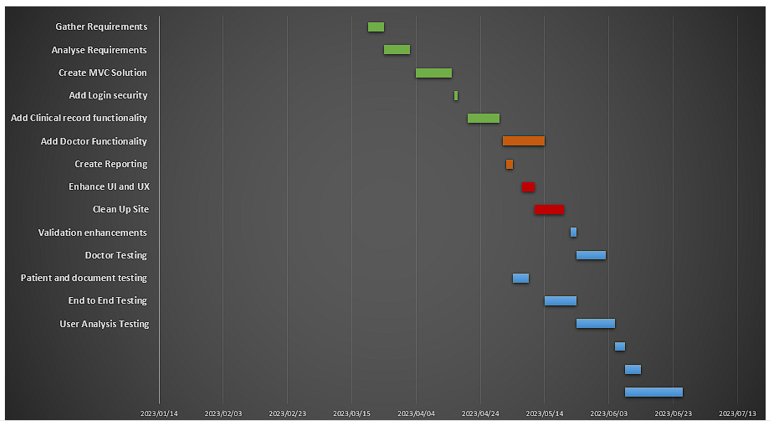 Gather Requirements
Analyse Requirements
Create MVC Solution
Add Login security
Add Clinical record functionality
Add Doctor Functionality
Create Reporting
Enhance UI and UX
Clean Up Site
Validation enhancements
Doctor Testing
Patient and document testing
End to End Testing
User Analysis Testing
2023/01/14 2023/02/03 2023/02/23 2023/03/15 2023/04/04 2023/04/24 2023/05/14 2023/06/03 2023/06/23 2023/07/13